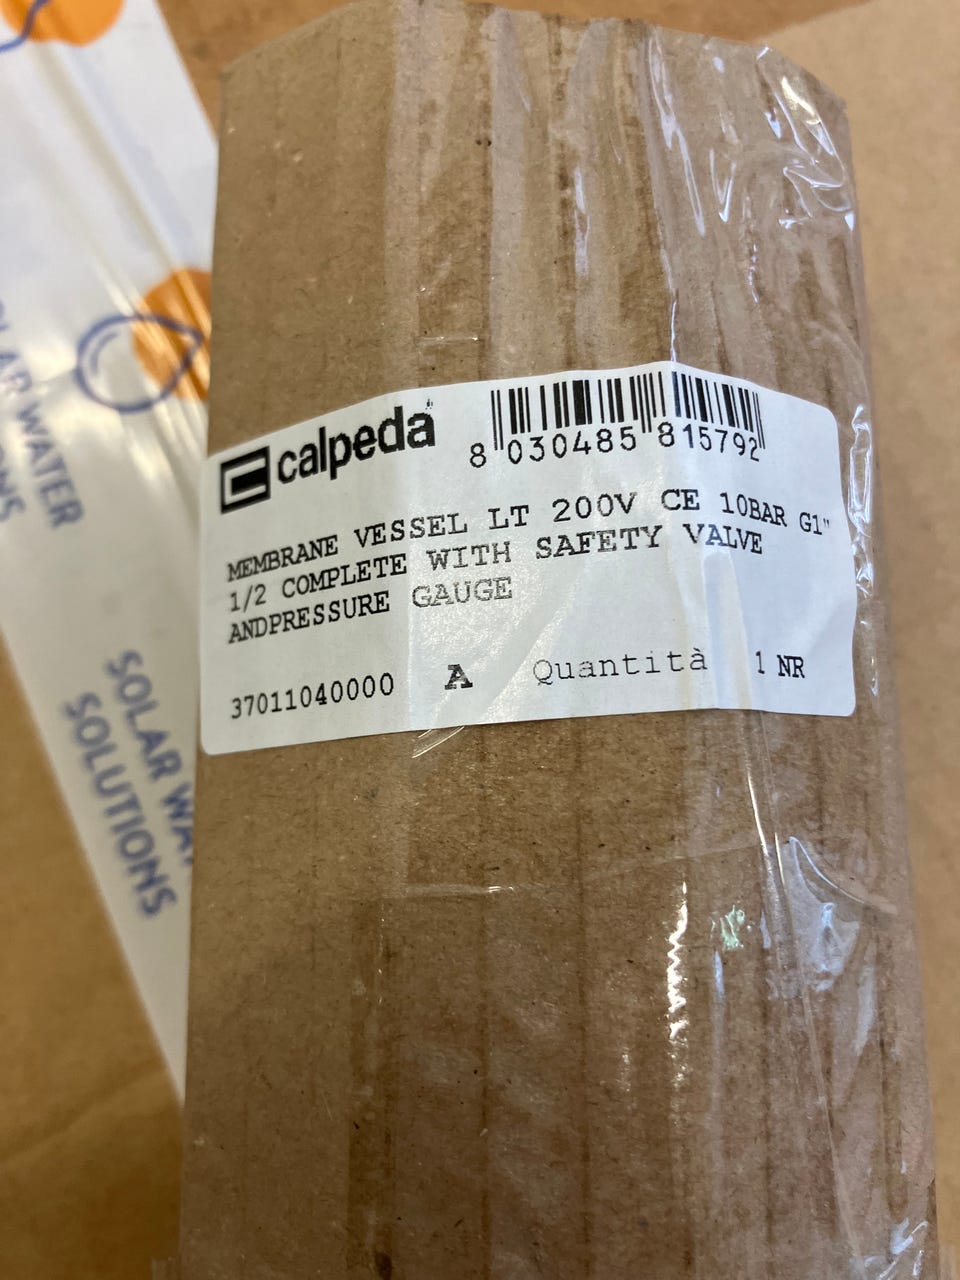 calpeda
8 030485 815792
MEMBRANE VESSEL LT 200V CE 10BAR G1"
1/2 COMPLETE WITH SAFETY VALVE
ANDPRESSURE GAUGE
37011040000 A Quantità 1 NR
WATER
SOLAR WAT
SOLUTIONS